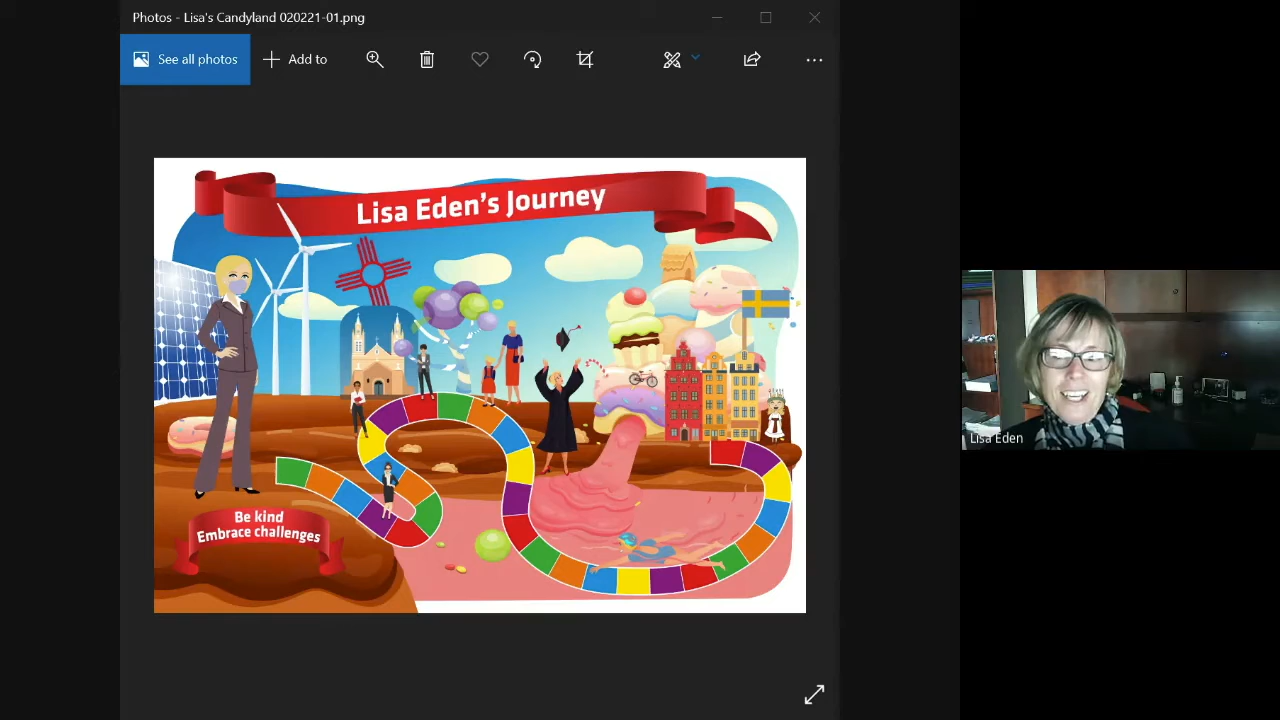 Photos - Lisa's Candyland 020221-01.png
See all photos
Add to
Lisa Eden's Journey
Be kind
Embrace challenges
Lisa Eden